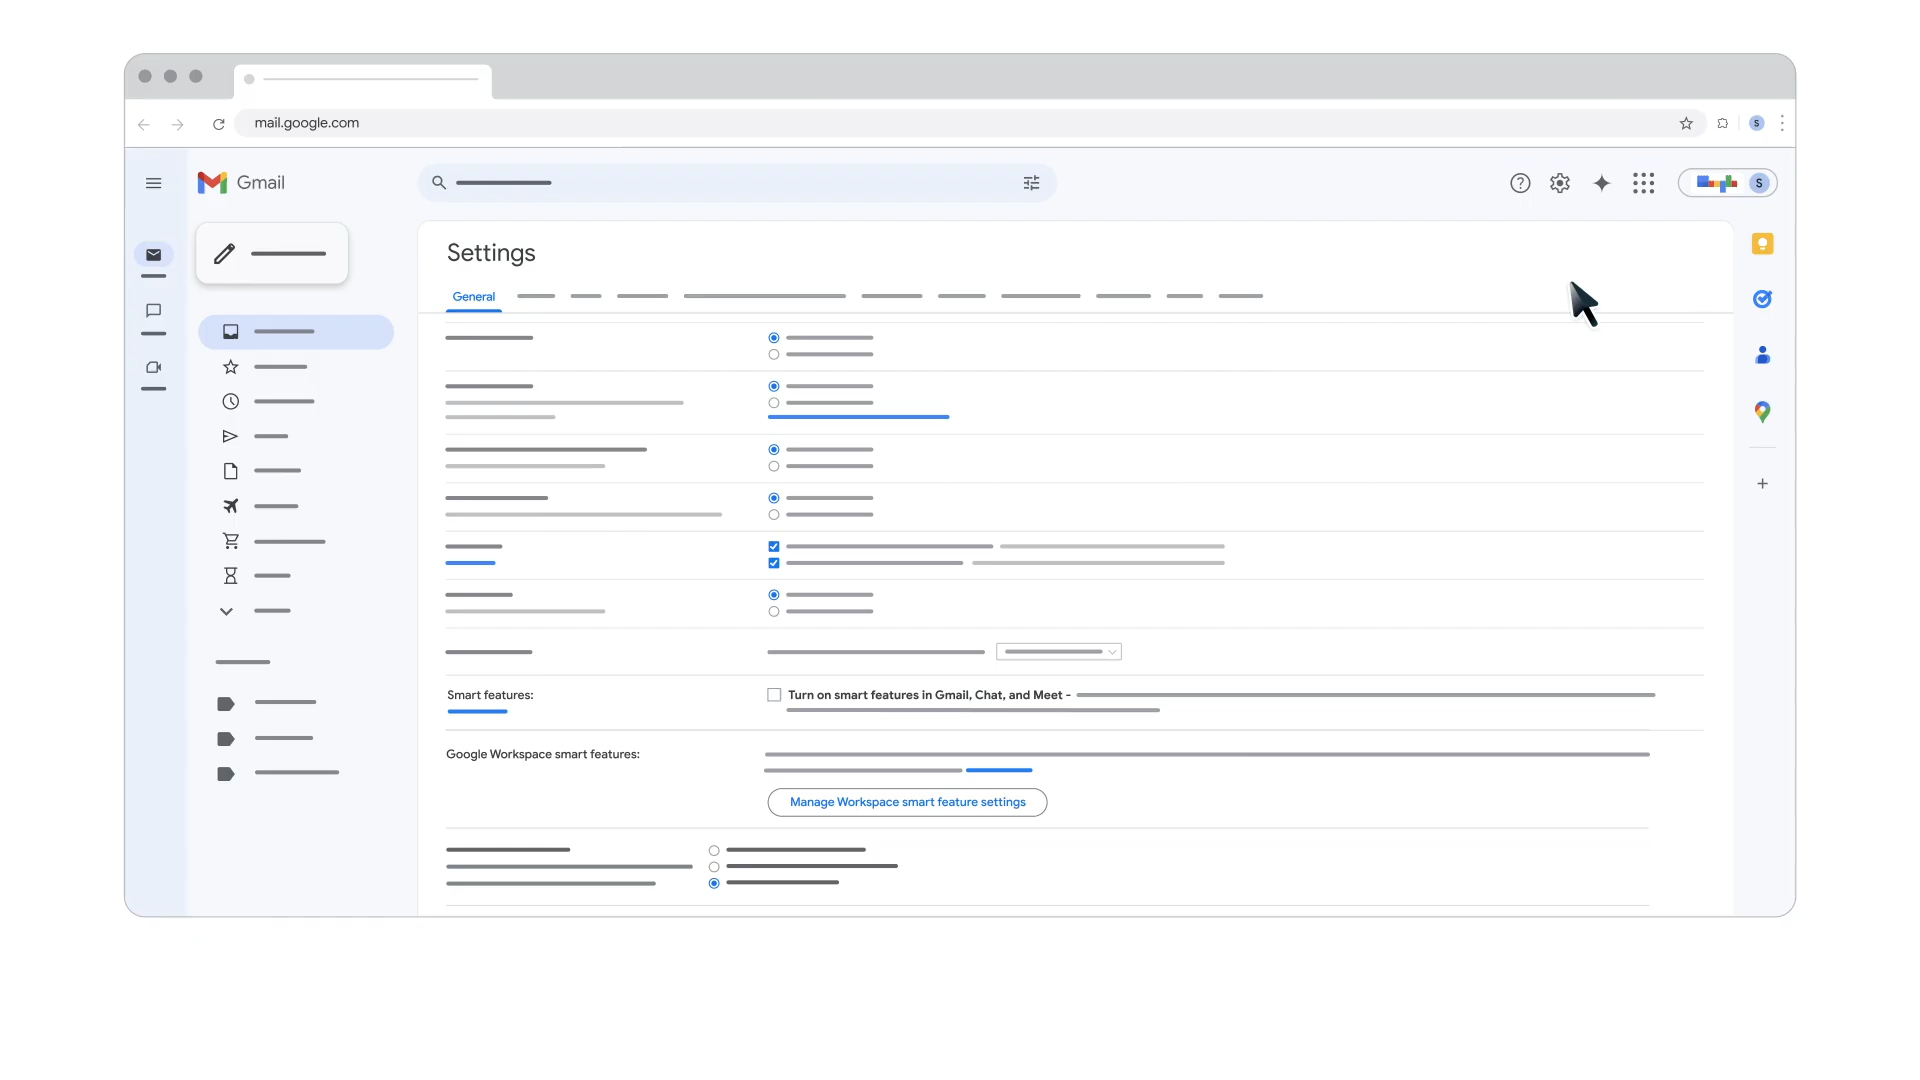 mail.google.com
S
Gmail
S
Settings
General
Smart features:
Turn on smart features in Gmail, Chat, and Meet -
Google Workspace smart features:
Manage Workspace smart feature settings